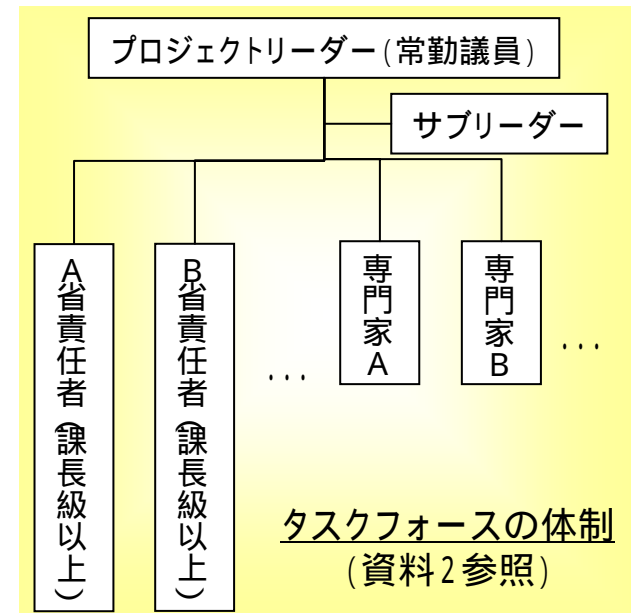 プロジェクトリーダー(常勤議員)
サブリーダー
A省責任者(課長級以上)
B省責任者(課長級以上)
...
専門家A
専門家B
...
タスクフォースの体制
(資料2参照)